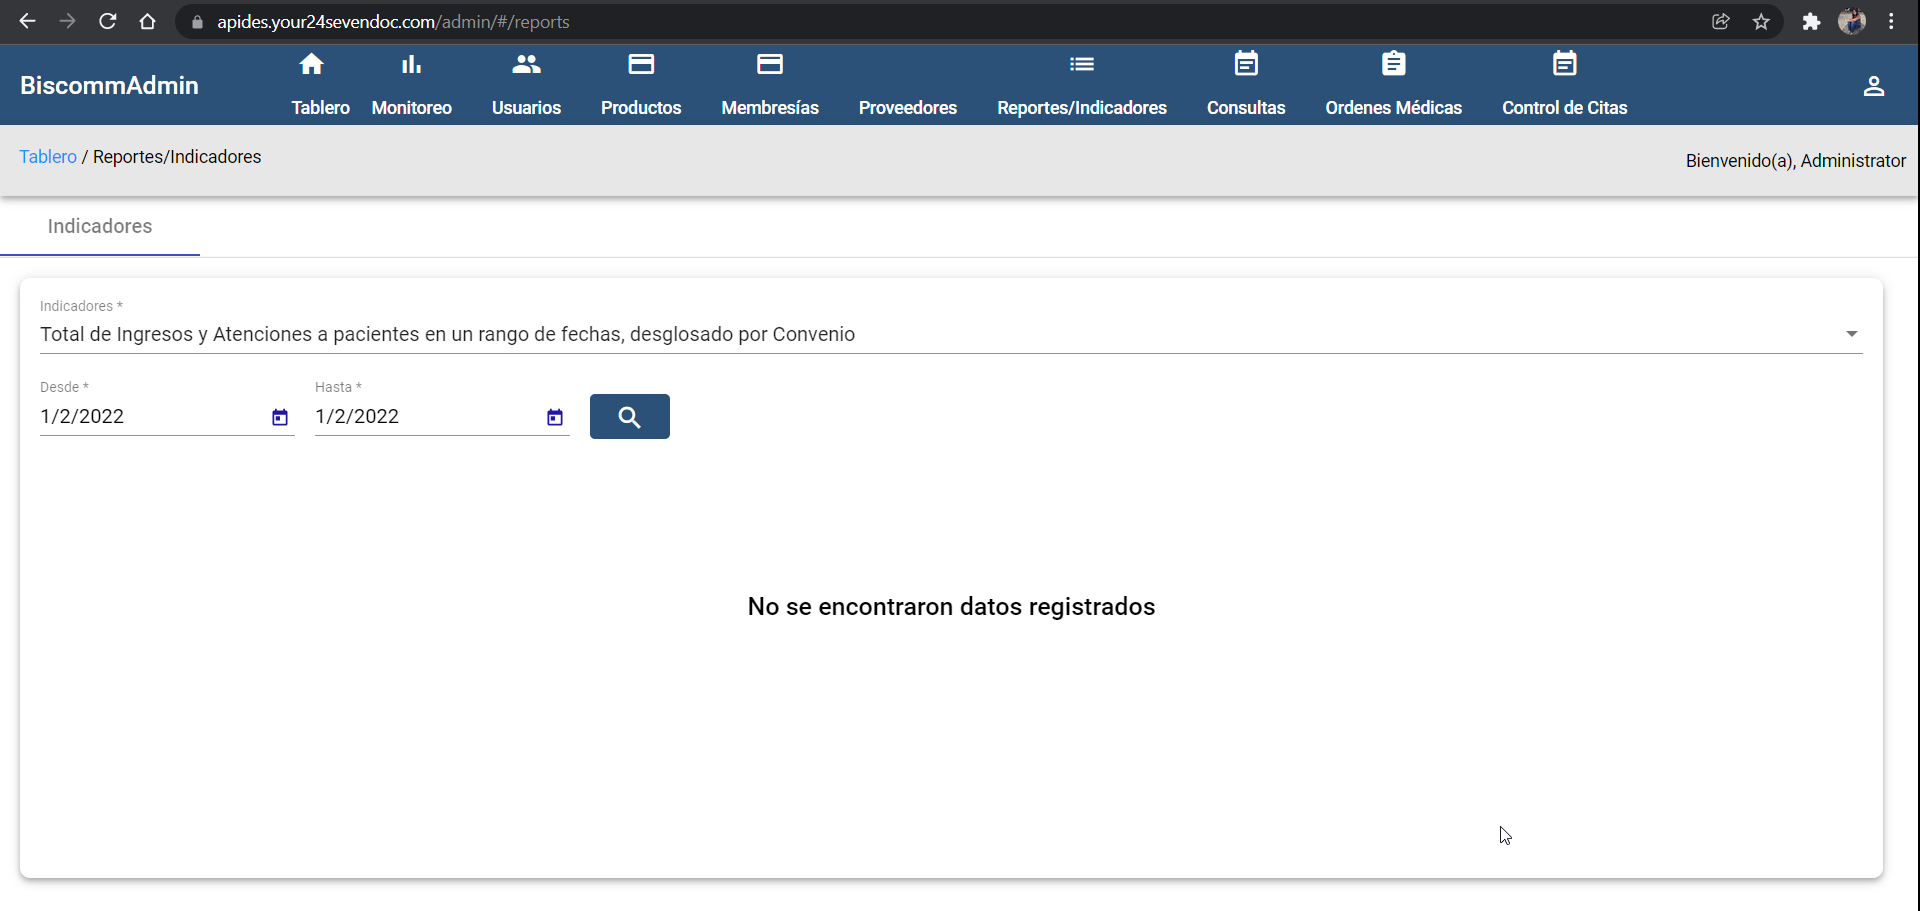 apides.your24sevendoc.com/admin/#/reports
BiscommAdmin
Tablero Monitoreo Usuarios Productos Membresías Proveedores Reportes/Indicadores Consultas Ordenes Médicas Control de Citas
Tablero / Reportes/Indicadores
Bienvenido(a), Administrator
Indicadores
Indicadores *
Total de Ingresos y Atenciones a pacientes en un rango de fechas, desglosado por Convenio
Desde * Hasta *
1/2/2022 1/2/2022
No se encontraron datos registrados